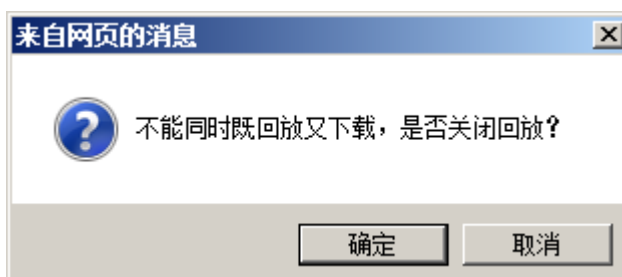 来自网页的消息
不能同时既回放又下载，是否关闭回放?
确定
取消